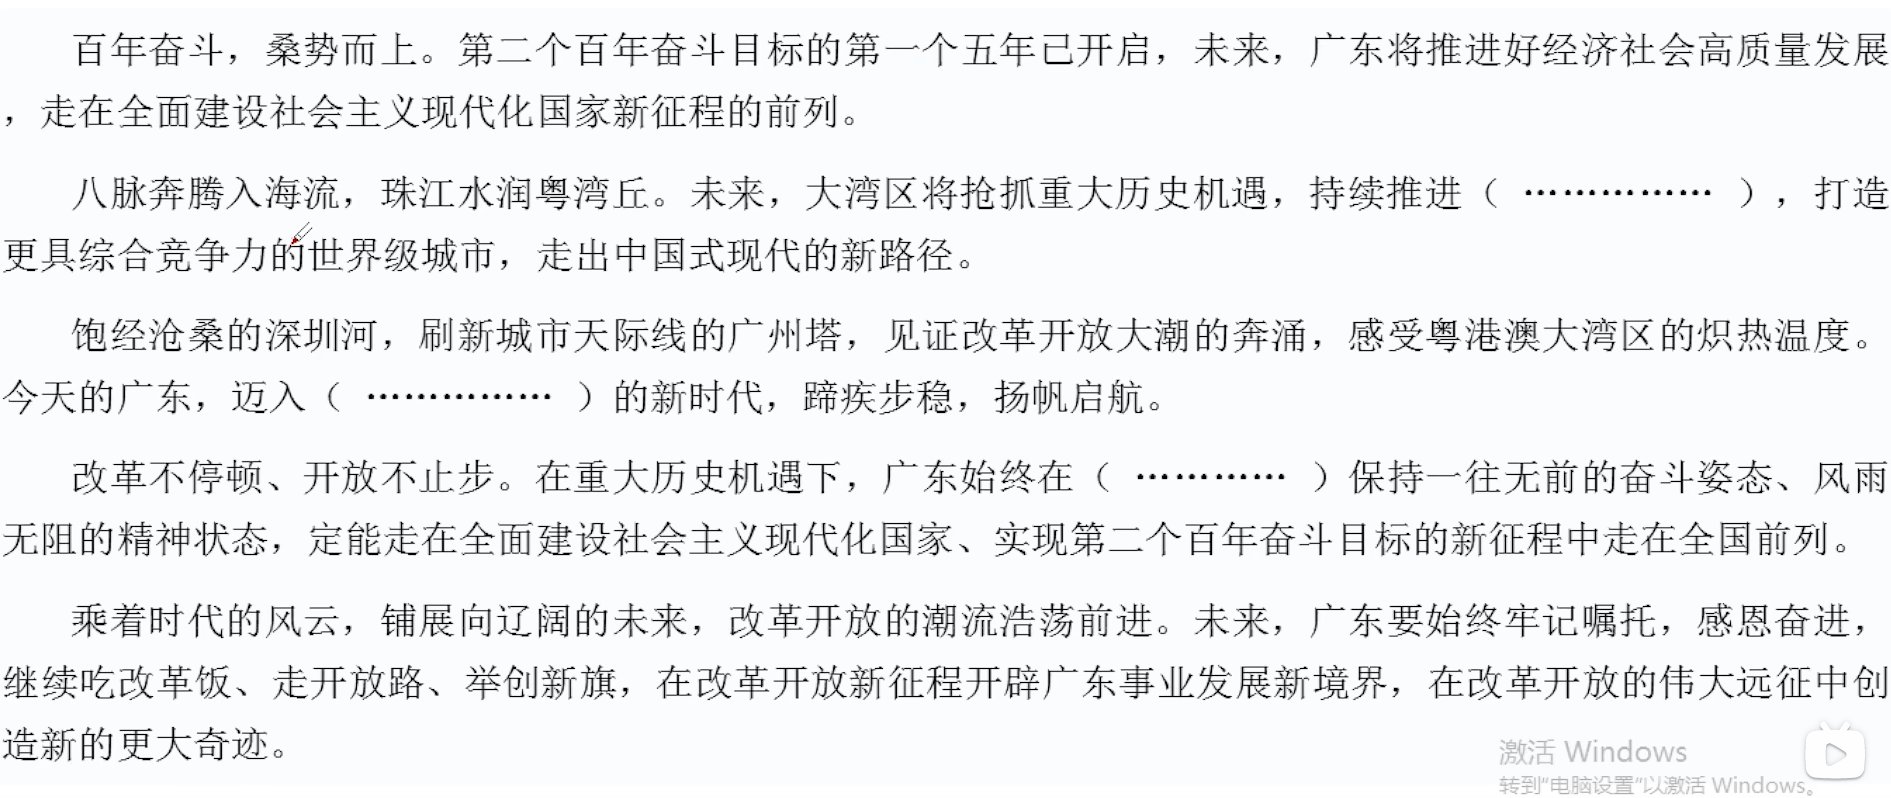 百年奋斗，桑势而上。第二个百年奋斗目标的第一个五年已开启，未来，广东将推进好经济社会高质量发展
，走在全面建设社会主义现代化国家新征程的前列。
八脉奔腾入海流，珠江水润粤湾丘。未来，大湾区将抢抓重大历史机遇，持续推进（ …………… ），打造
更具综合竞争力的世界级城市，走出中国式现代的新路径。
饱经沧桑的深圳河，刷新城市天际线的广州塔，见证改革开放大潮的奔涌，感受粤港澳大湾区的炽热温度。
今天的广东，迈入（ …………… ）的新时代，蹄疾步稳，扬帆启航。
改革不停顿、开放不止步。在重大历史机遇下，广东始终在（ ………… ）保持一往无前的奋斗姿态、风雨
无阻的精神状态，定能走在全面建设社会主义现代化国家、实现第二个百年奋斗目标的新征程中走在全国前列。
乘着时代的风云，铺展向辽阔的未来，改革开放的潮流浩荡前进。未来，广东要始终牢记嘱托，感恩奋进，
继续吃改革饭、走开放路、举创新旗，在改革开放新征程开辟广东事业发展新境界，在改革开放的伟大远征中创
造新的更大奇迹。
激活 Windows
转到“电脑设置”以激活 Windows。